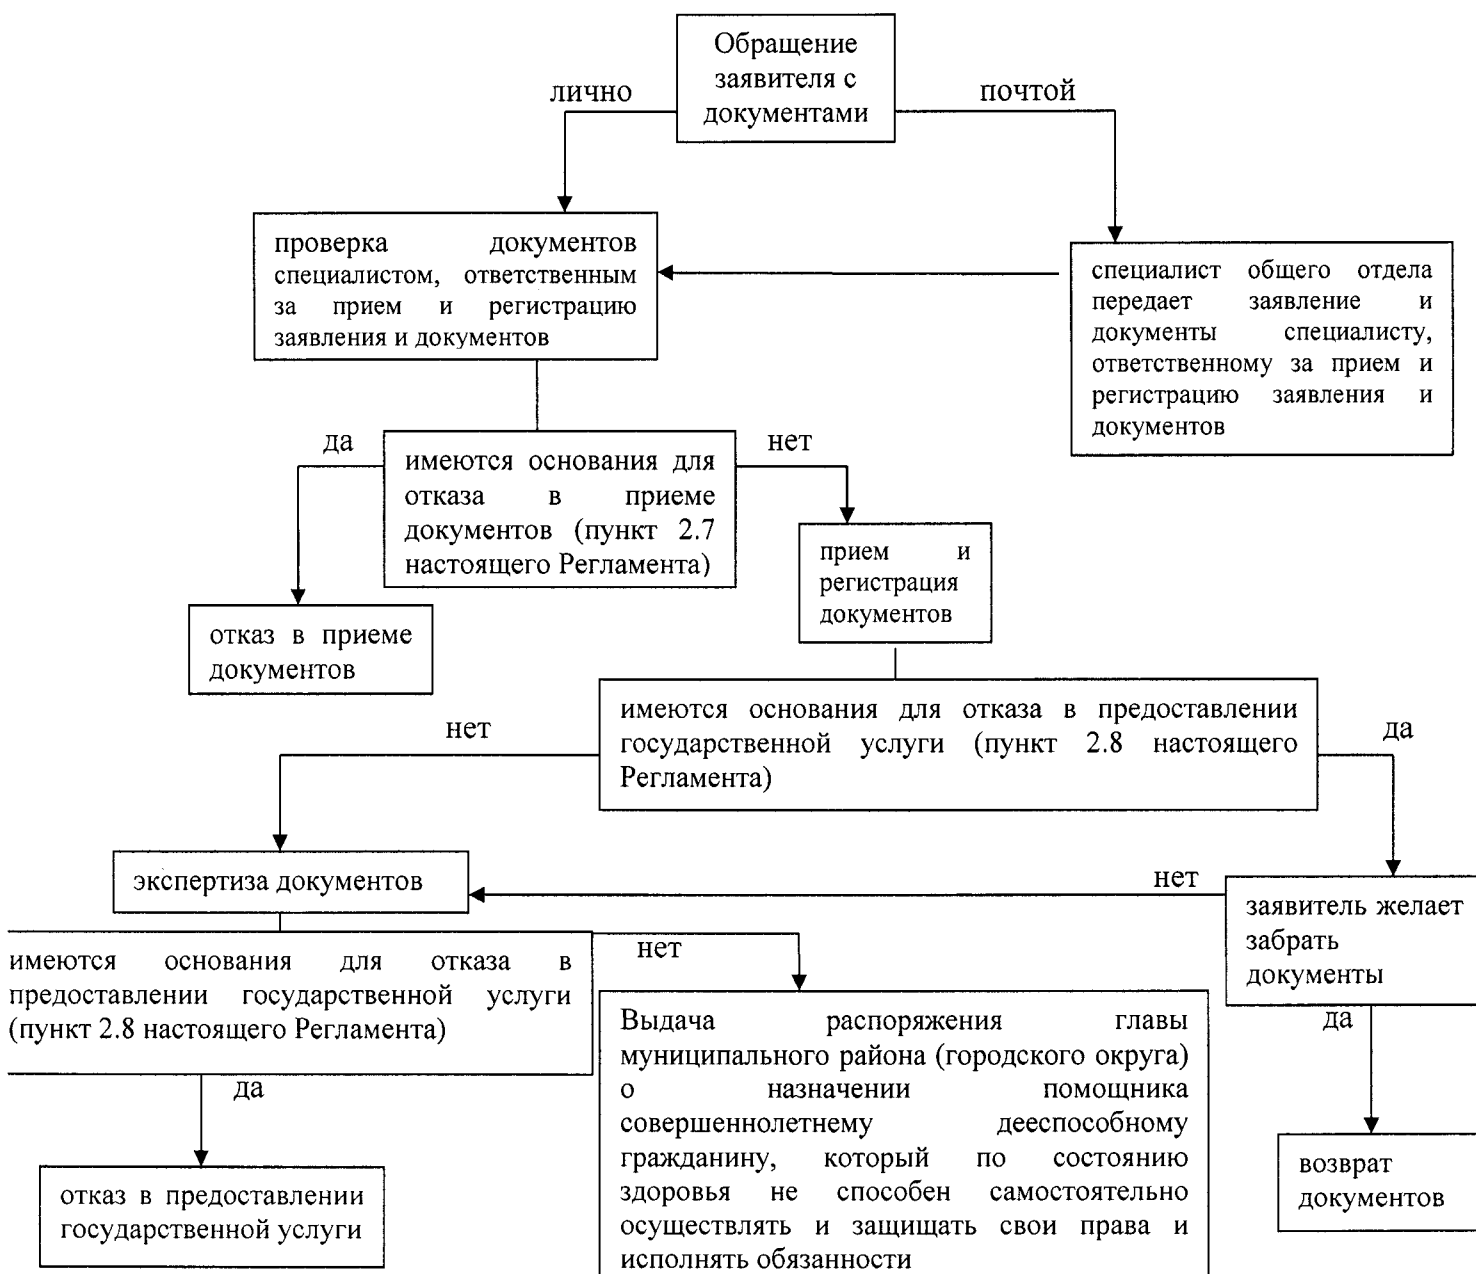 Обращение
заявителя с
документами
лично
почтой
проверка документов
специалистом, ответственным
за прием и регистрацию
заявления и документов
специалист общего отдела
передает заявление и
документы специалисту,
ответственному за прием и
регистрацию заявления и
документов
да
нет
имеются основания для
отказа в приеме
документов (пункт 2.7
настоящего Регламента)
прием и
регистрация
документов
отказ в приеме
документов
имеются основания для отказа в предоставлении
государственной услуги (пункт 2.8 настоящего
Регламента)
нет
да
экспертиза документов
нет
заявитель желает
забрать
документы
имеются основания для отказа в
предоставлении государственной услуги
(пункт 2.8 настоящего Регламента)
нет
да
Выдача распоряжения главы
муниципального района (городского округа)
о назначении помощника
совершеннолетнему дееспособному
гражданину, который по состоянию
здоровья не способен самостоятельно
осуществлять и защищать свои права и
исполнять обязанности
да
отказ в предоставлении
государственной услуги
возврат
документов